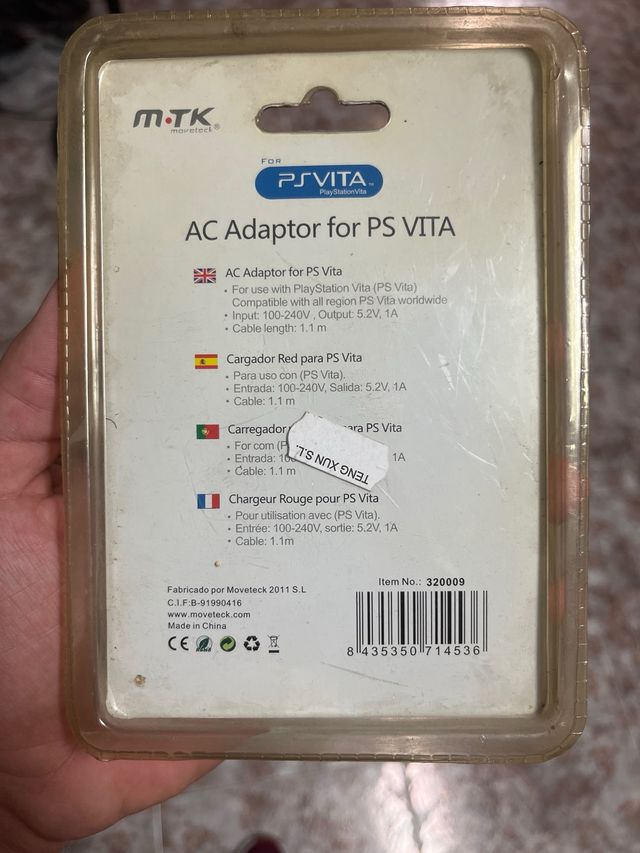 M·TK
moveteck®
FOR
PSVITA™
PlayStationVita
AC Adaptor for PS VITA
AC Adaptor for PS Vita
• For use with PlayStation Vita (PS Vita)
Compatible with all region PS Vita worldwide
• Input: 100-240V , Output: 5.2V, 1A
• Cable length: 1.1 m
Cargador Red para PS Vita
• Para uso con (PS Vita).
• Entrada: 100-240V, Salida: 5.2V, 1A
• Cable: 1.1 m
Carregador para PS Vita
• For com (P
• Entrada: 10 1A
• Cable: 1.1 m
TENG XUN S.L.
Chargeur Rouge pour PS Vita
• Pour utilisation avec (PS Vita).
• Entrée: 100-240V, sortie: 5.2V, 1A
• Cable: 1.1m
Fabricado por Moveteck 2011 S.L
C.I.F:B-91990416
www.moveteck.com
Made in China
CE
Item No.: 320009
8 435350 714536